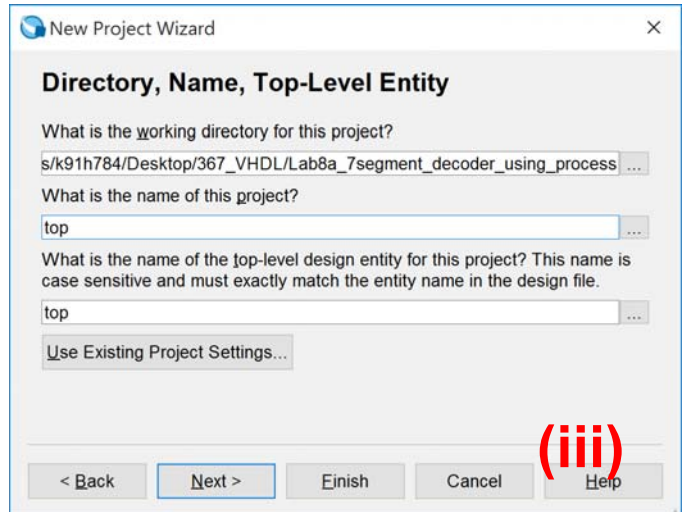 New Project Wizard
Directory, Name, Top-Level Entity
What is the working directory for this project?
s/k91h784/Desktop/367_VHDL/Lab8a_7segment_decoder_using_process ...
What is the name of this project?
top ...
What is the name of the top-level design entity for this project? This name is
case sensitive and must exactly match the entity name in the design file.
top ...
Use Existing Project Settings...
(iii)
< Back Next > Finish Cancel Help